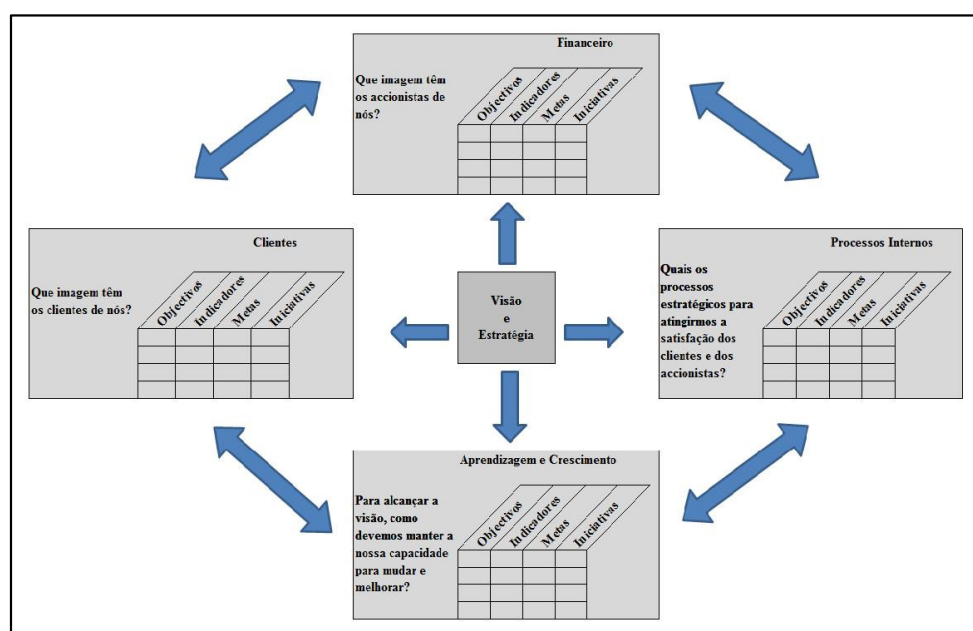 Financeiro
Que imagem têm
os accionistas de
nós?
Objectivos
Indicadores
Metas
Iniciativas
Clientes
Que imagem têm
os clientes de nós?
Objectivos
Indicadores
Metas
Iniciativas
Visão
e
Estratégia
Processos Internos
Quais os
processos
estratégicos para
atingirmos a
satisfação dos
clientes e dos
accionistas?
Objectivos
Indicadores
Metas
Iniciativas
Aprendizagem e Crescimento
Para alcançar a
visão, como
devemos manter a
nossa capacidade
para mudar e
melhorar?
Objectivos
Indicadores
Metas
Iniciativas